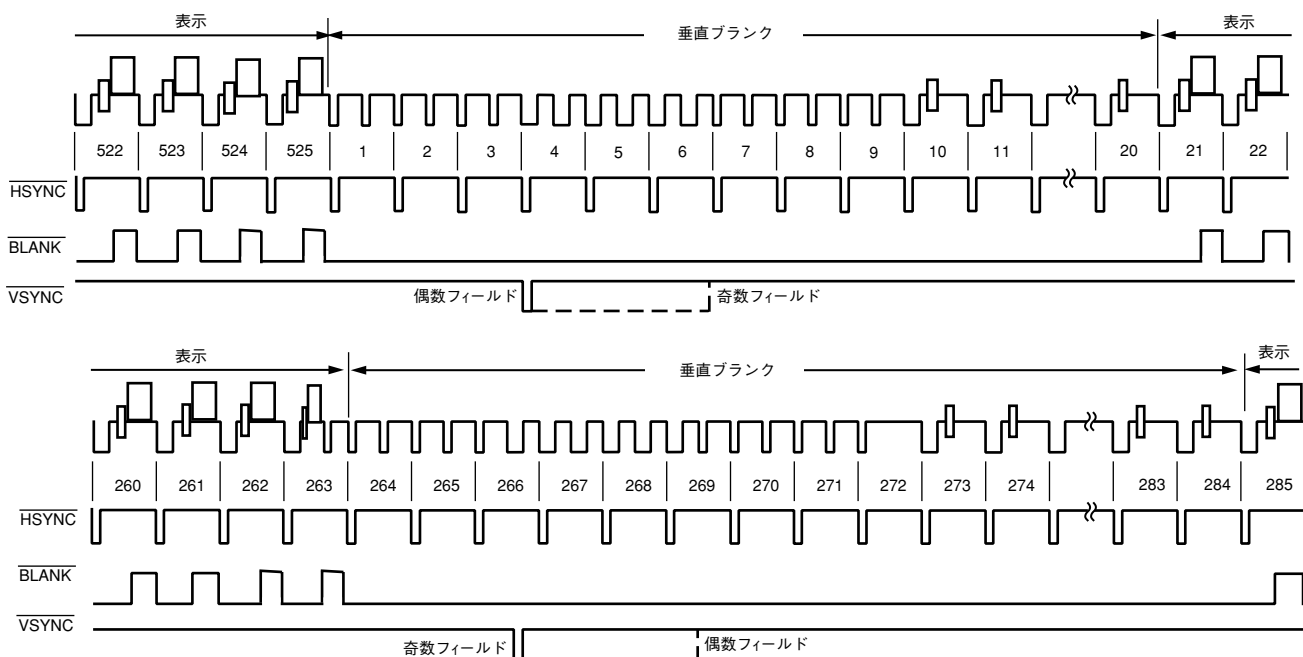 表示 垂直ブランク 表示
522 523 524 525 1 2 3 4 5 6 7 8 9 10 11 20 21 22
HSYNC
BLANK
VSYNC 偶数フィールド 奇数フィールド
表示 垂直ブランク 表示
260 261 262 263 264 265 266 267 268 269 270 271 272 273 274 283 284 285
HSYNC
BLANK
VSYNC 奇数フィールド 偶数フィールド